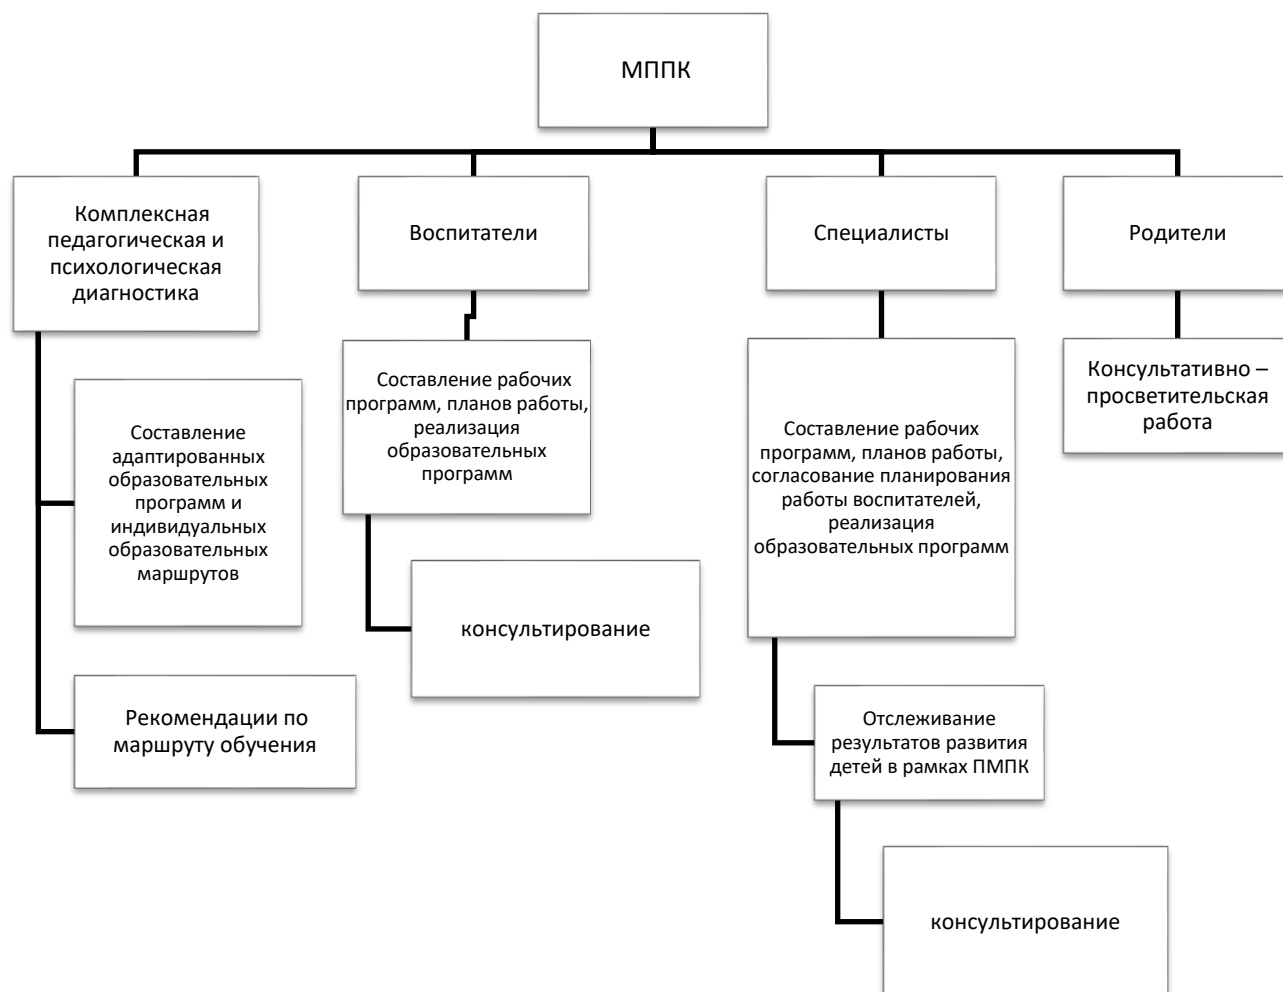 МППК
Комплексная
педагогическая и
психологическая
диагностика
Воспитатели
Специалисты
Родители
Составление
адаптированных
образовательных
программ и
индивидуальных
образовательных
маршрутов
Рекомендации по
маршруту обучения
Составление рабочих
программ, планов работы,
реализация
образовательных
программ
консультирование
Составление рабочих
программ, планов работы,
согласование планирования
работы воспитателей,
реализация
образовательных программ
Отслеживание
результатов развития
детей в рамках ПМПК
консультирование
Консультативно –
просветительская
работа